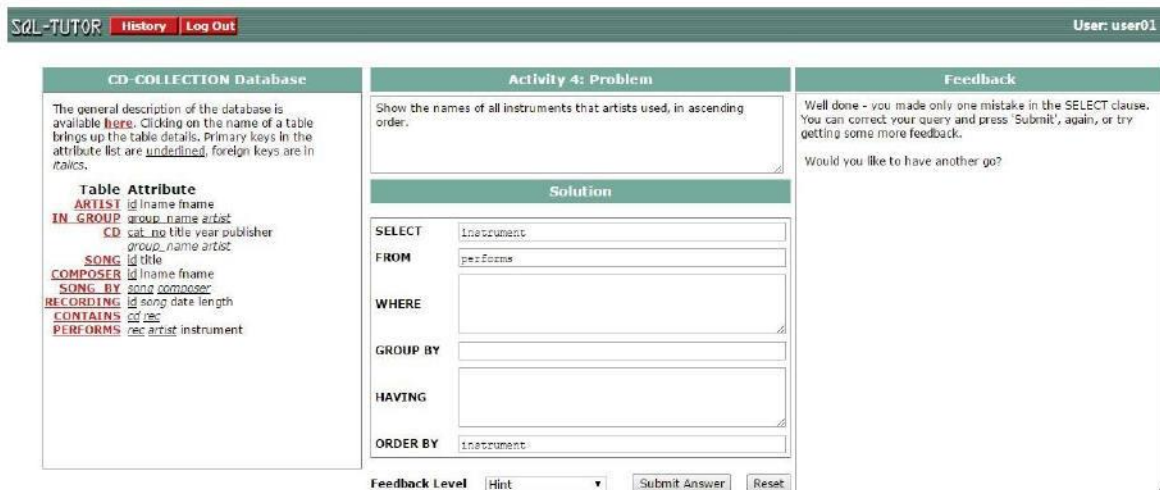 SQL-TUTOR History Log Out User: user01
CD-COLLECTION Database
The general description of the database is
available here. Clicking on the name of a table
brings up the table details. Primary keys in the
attribute list are underlined, foreign keys are in
italics.
Table Attribute
ARTIST id lname fname
IN_GROUP group_name artist
CD cat_no title year publisher
group_name artist
SONG id title
COMPOSER id lname fname
SONG_BY song composer
RECORDING id song date length
CONTAINS cd rec
PERFORMS rec artist instrument
Activity 4: Problem
Show the names of all instruments that artists used, in ascending
order.
Solution
SELECT instrument
FROM performs
WHERE
GROUP BY
HAVING
ORDER BY instrument
Feedback Level Hint Submit Answer Reset
Feedback
Well done - you made only one mistake in the SELECT clause.
You can correct your query and press 'Submit', again, or try
getting some more feedback.
Would you like to have another go?